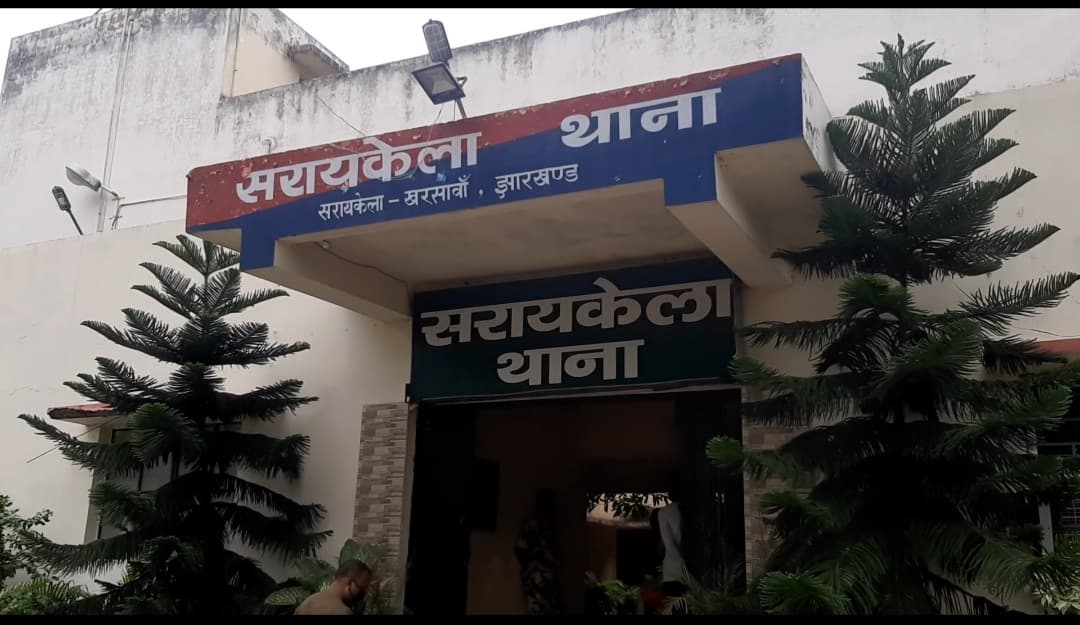 सरायकेला थाना
सरायकेला - खरसावाँ , झारखण्ड
सरायकेला
थाना